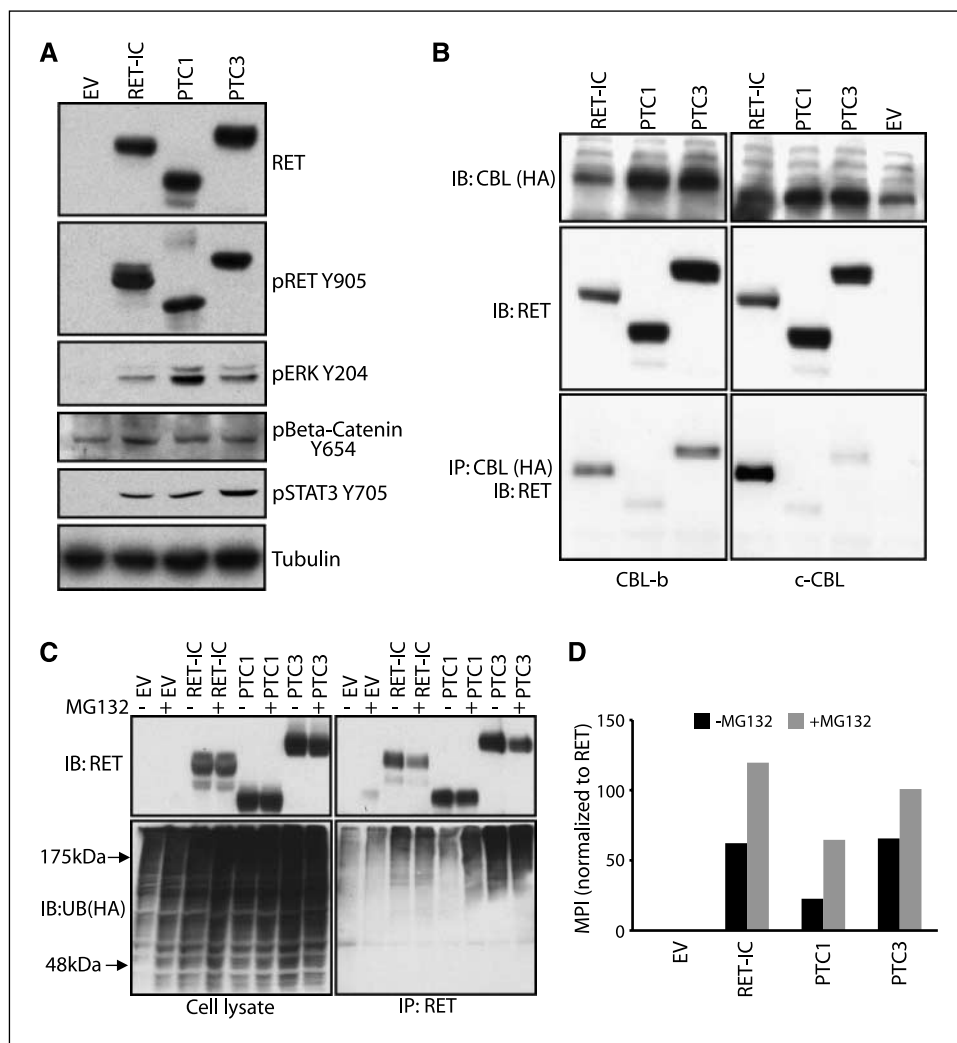 A
EV
RET-IC
PTC1
PTC3
RET
pRET Y905
pERK Y204
pBeta-Catenin
Y654
pSTAT3 Y705
Tubulin
B
RET-IC
PTC1
PTC3
RET-IC
PTC1
PTC3
EV
IB: CBL (HA)
IB: RET
IP: CBL (HA)
IB: RET
CBL-b
c-CBL
C
EV
EV
RET-IC
RET-IC
PTC1
PTC1
PTC3
PTC3
EV
EV
RET-IC
RET-IC
PTC1
PTC1
PTC3
PTC3
MG132 - + - + - + - + - + - + - + - +
IB: RET
175kDa
IB:UB(HA)
48kDa
Cell lysate
IP: RET
D
-MG132
+MG132
MPI (normalized to RET)
150
100
50
0
EV
RET-IC
PTC1
PTC3